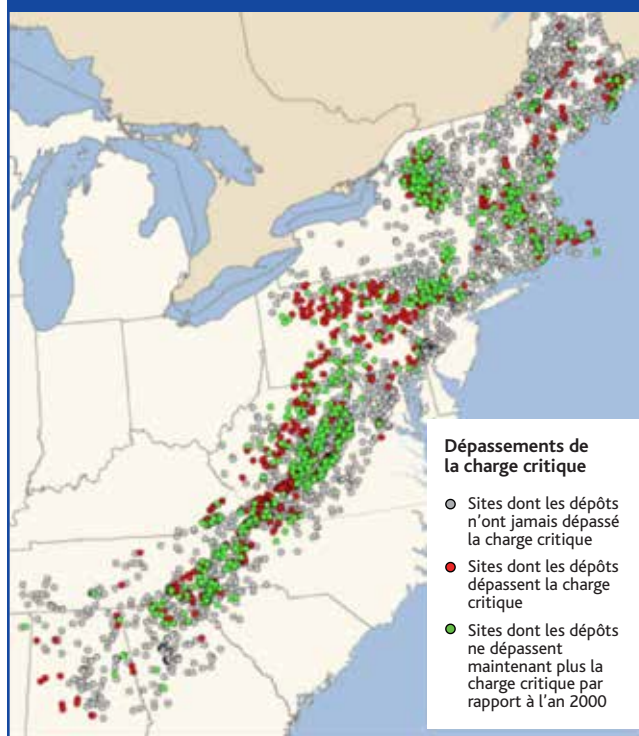 Dépassements de
la charge critique
Sites dont les dépôts
n'ont jamais dépassé
la charge critique
Sites dont les dépôts
dépassent la charge
critique
Sites dont les dépôts
ne dépassent
maintenant plus la
charge critique par
rapport à l'an 2000